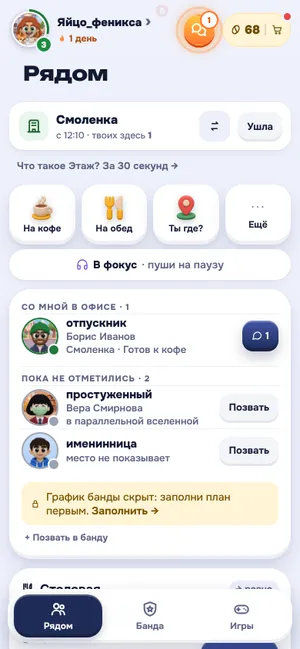 Яйцо_феникса ›
1 день
3
1
68
Рядом
Смоленка
с 12:10 · твоих здесь 1
Ушла
Что такое Этаж? За 30 секунд →
На кофе
На обед
Ты где?
...
Ещё
В фокус · пуши на паузу
СО МНОЙ В ОФИСЕ · 1
отпускник
Борис Иванов
Смоленка · Готов к кофе
1
ПОКА НЕ ОТМЕТИЛИСЬ · 2
простуженный
Вера Смирнова
в параллельной вселенной
Позвать
именинница
место не показывает
Позвать
График банды скрыт: заполни план
первым. Заполнить →
+ Позвать в банду
Столовая
Рядом
Банда
Игры